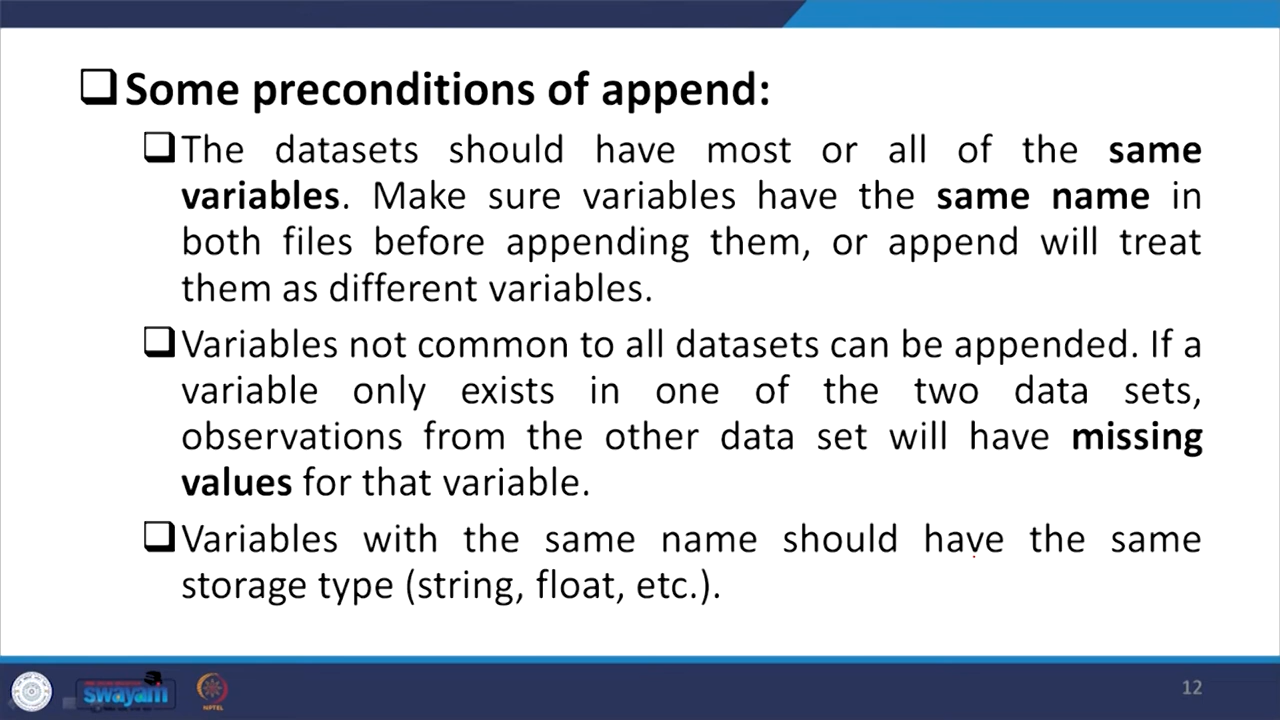 Some preconditions of append:
The datasets should have most or all of the same
variables. Make sure variables have the same name in
both files before appending them, or append will treat
them as different variables.
Variables not common to all datasets can be appended. If a
variable only exists in one of the two data sets,
observations from the other data set will have missing
values for that variable.
Variables with the same name should have the same
storage type (string, float, etc.).
swayam
NPTEL
12